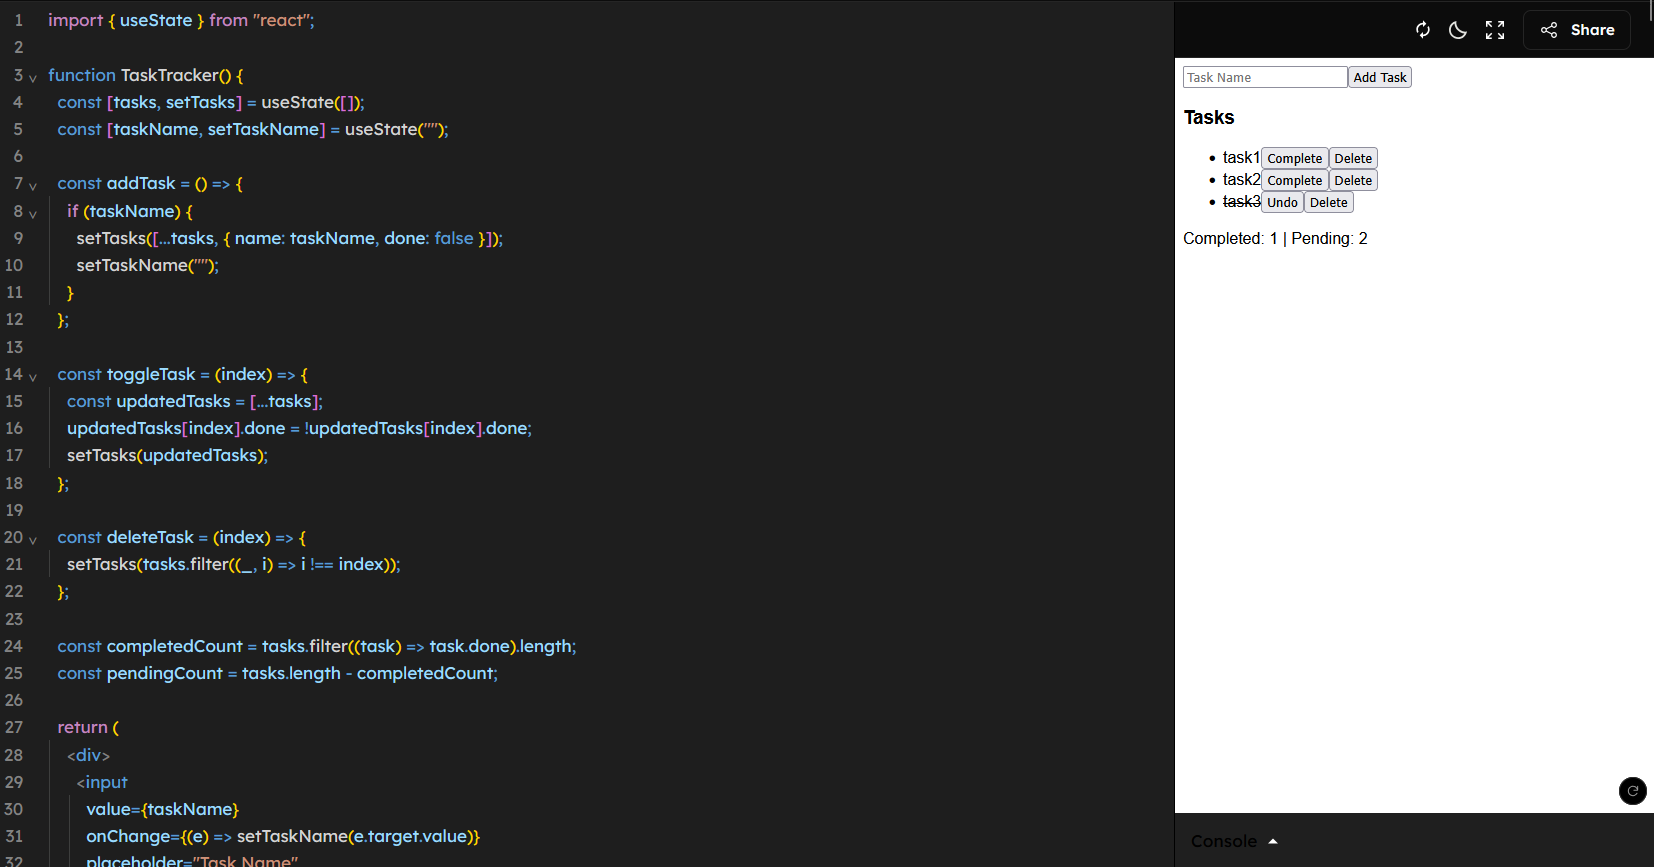 1 import { useState } from "react";
2
3 function TaskTracker() {
4 const [tasks, setTasks] = useState([]);
5 const [taskName, setTaskName] = useState("");
6
7 const addTask = () => {
8 if (taskName) {
9 setTasks([...tasks, { name: taskName, done: false }]);
10 setTaskName("");
11 }
12 };
13
14 const toggleTask = (index) => {
15 const updatedTasks = [...tasks];
16 updatedTasks[index].done = !updatedTasks[index].done;
17 setTasks(updatedTasks);
18 };
19
20 const deleteTask = (index) => {
21 setTasks(tasks.filter((_, i) => i !== index));
22 };
23
24 const completedCount = tasks.filter((task) => task.done).length;
25 const pendingCount = tasks.length - completedCount;
26
27 return (
28 <div>
29 <input
30 value={taskName}
31 onChange={(e) => setTaskName(e.target.value)}
32 placeholder="Task Name"
Share
Task Name Add Task
Tasks
• task1 Complete Delete
• task2 Complete Delete
• task3 Undo Delete
Completed: 1 | Pending: 2
Console